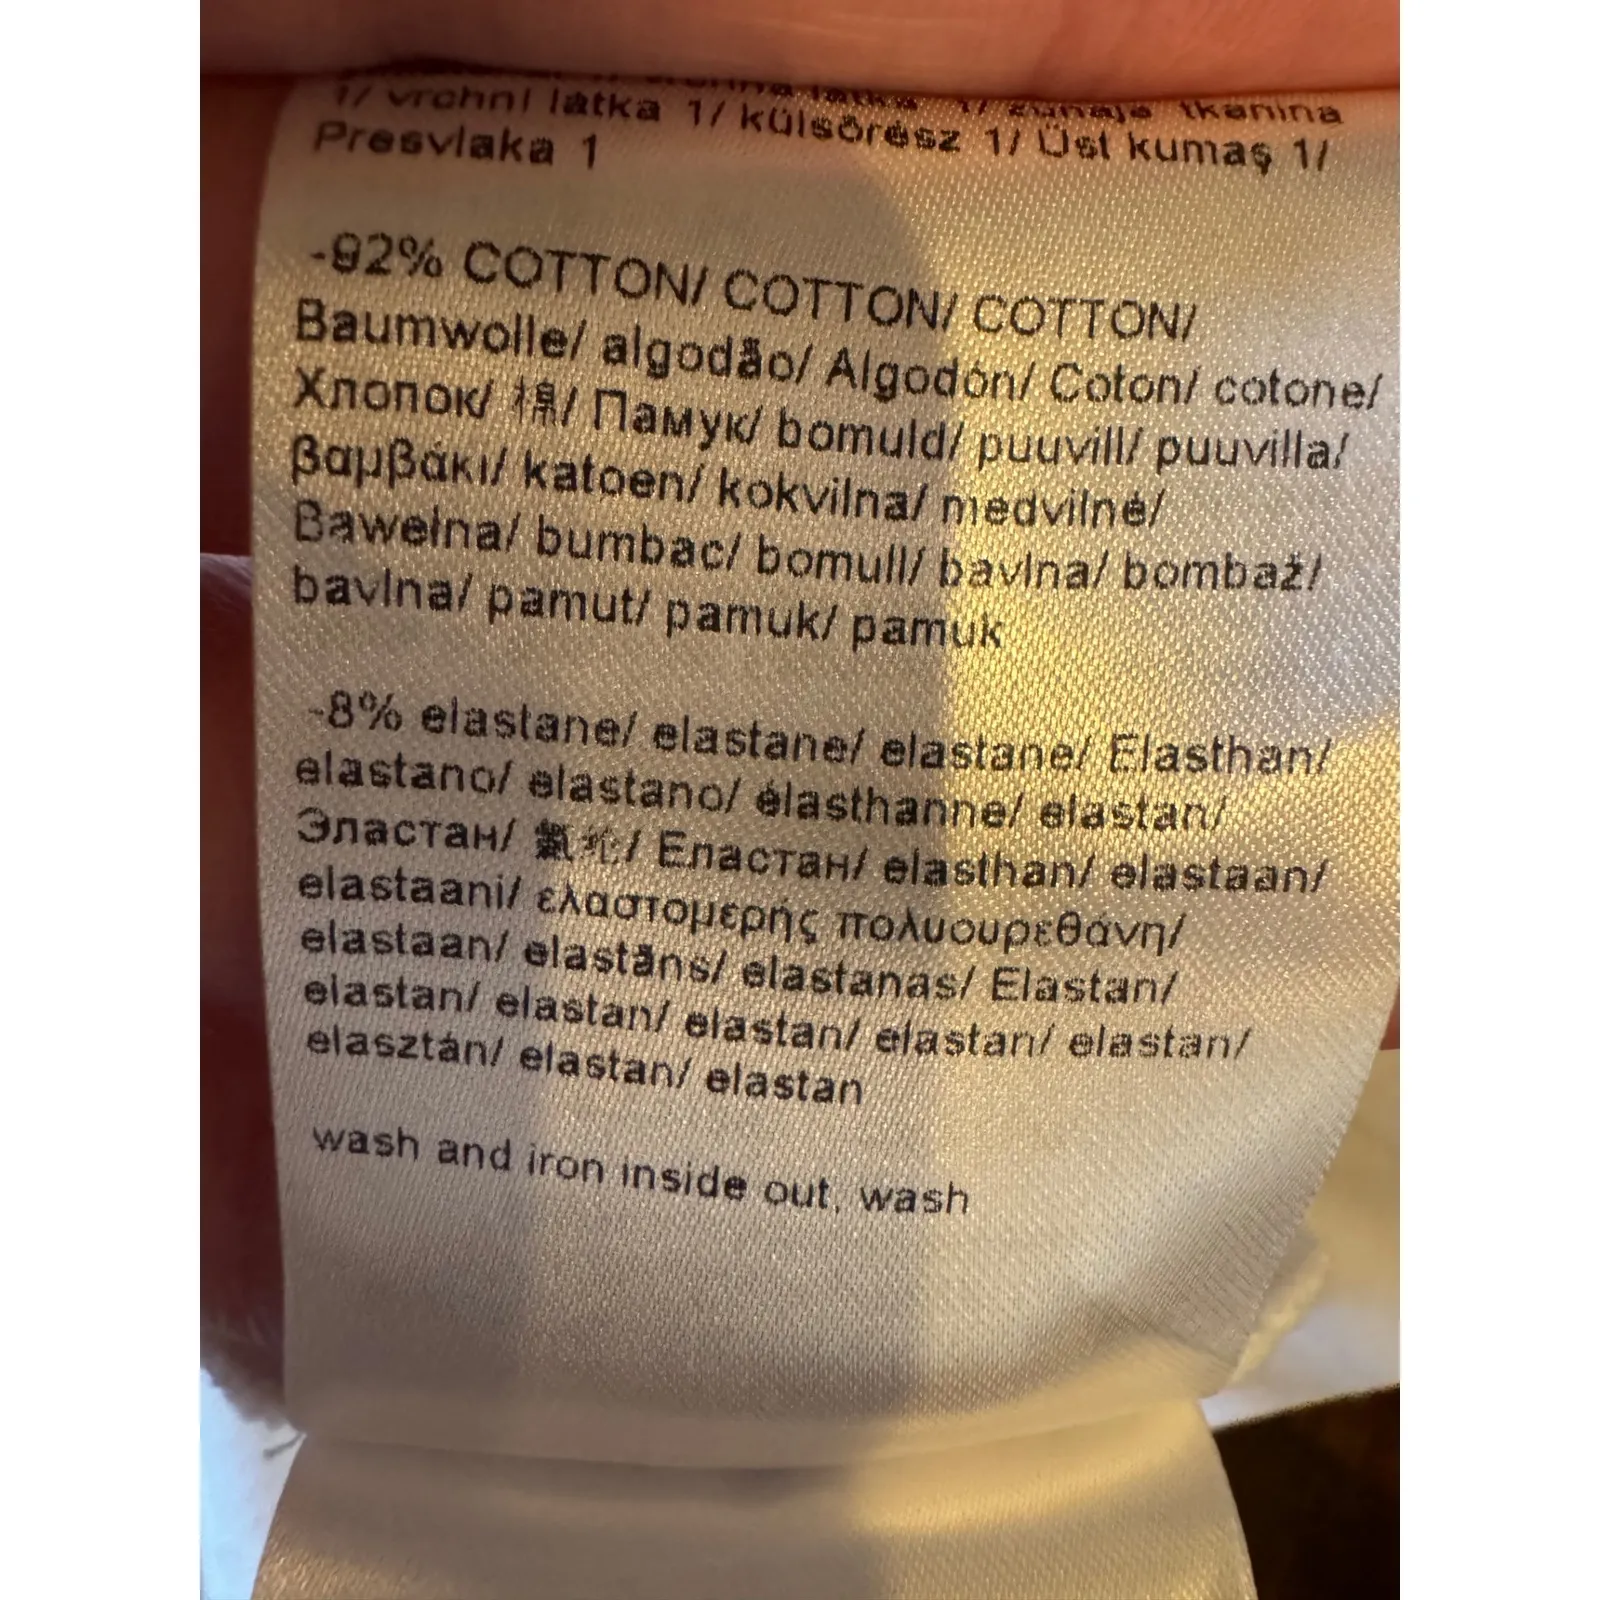 1/ vrchní látka 1/ külsőrész 1/ Üst kumaş 1/
Presvlaka 1
-92% COTTON/ COTTON/ COTTON/
Baumwolle/ algodão/ Algodón/ Coton/ cotone/
Хлопок/ 棉/ Памук/ bomuld/ puuvill/ puuvilla/
βαμβάκι/ katoen/ kokvilna/ medvilnė/
Bawełna/ bumbac/ bomull/ bavlna/ bombaž/
bavlna/ pamut/ pamuk/ pamuk
-8% elastane/ elastane/ elastane/ Elasthan/
elastano/ elastano/ élasthanne/ elastan/
Эластан/ 氨纶/ Еластан/ elasthan/ elastaan/
elastaani/ ελαστομερής πολυουρεθάνη/
elastaan/ elastāns/ elastanas/ Elastan/
elastan/ elastan/ elastan/ elastan/ elastan/
elasztán/ elastan/ elastan
wash and iron inside out, wash